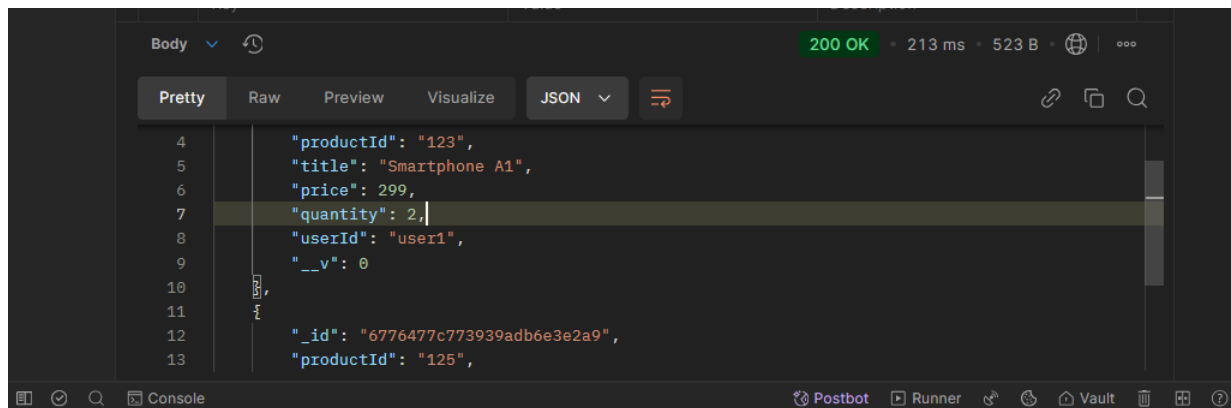 Body
200 OK 213 ms 523 B
Pretty Raw Preview Visualize JSON
4 "productId": "123",
5 "title": "Smartphone A1",
6 "price": 299,
7 "quantity": 2,
8 "userId": "user1",
9 "__v": 0
10 },
11 {
12 "_id": "6776477c773939adb6e3e2a9",
13 "productId": "125",
Console Postbot Runner Vault